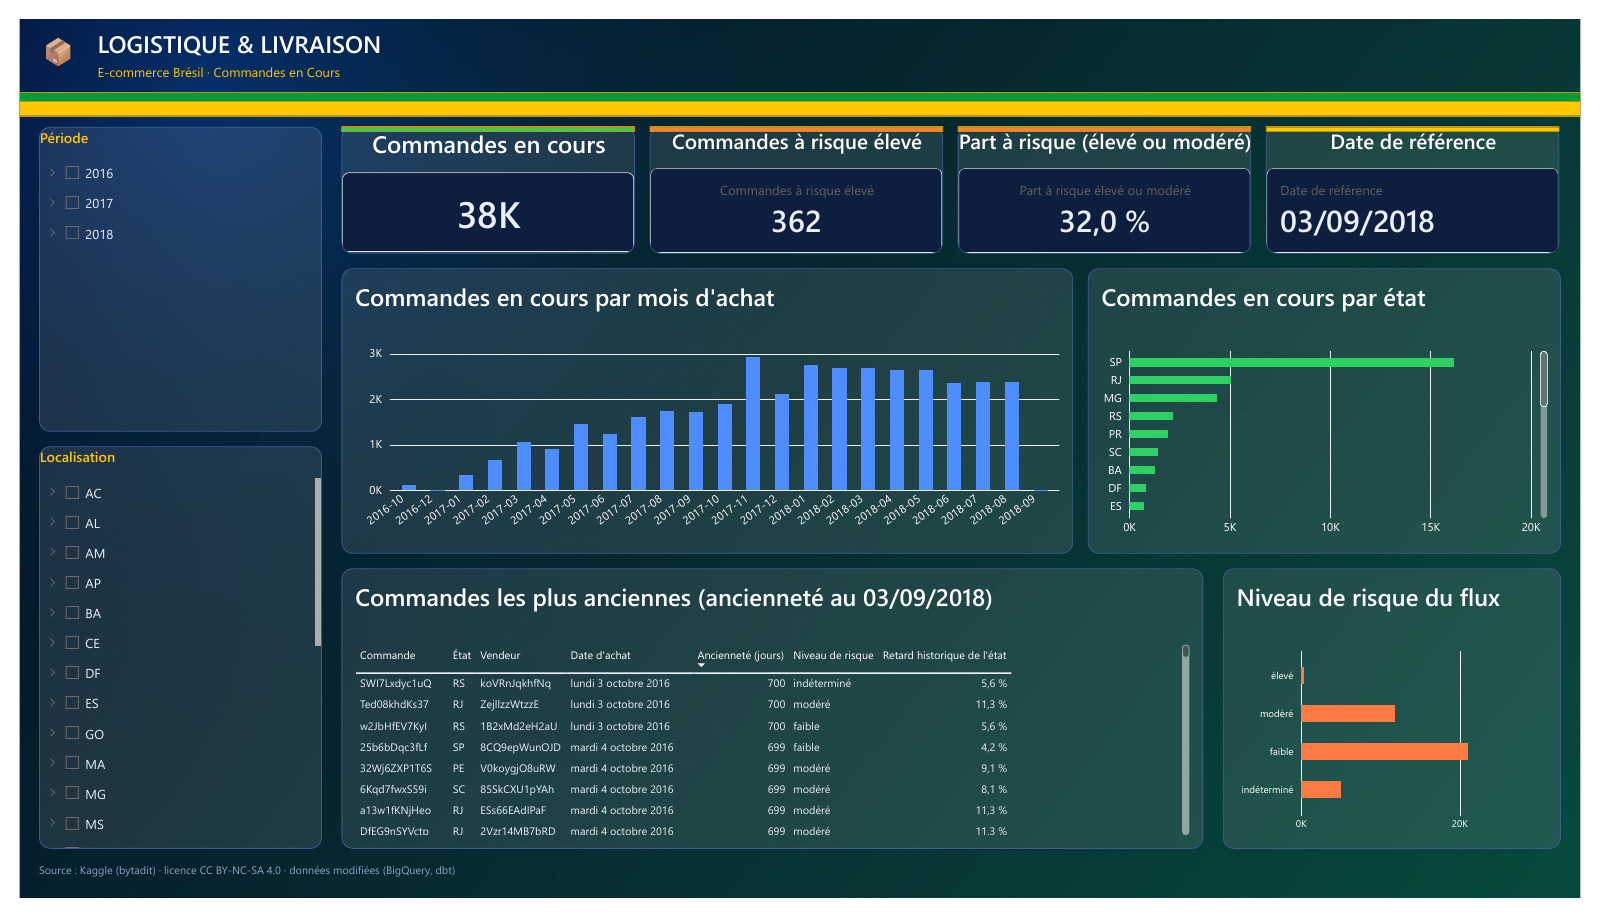 LOGISTIQUE & LIVRAISON
E-commerce Brésil · Commandes en Cours
Période
2016
2017
2018
Localisation
AC
AL
AM
AP
BA
CE
DF
ES
GO
MA
MG
MS
Commandes en cours
38K
Commandes à risque élevé
Commandes à risque élevé
362
Part à risque (élevé ou modéré)
Part à risque élevé ou modéré
32,0 %
Date de référence
Date de référence
03/09/2018
Commandes en cours par mois d'achat
3K
2K
1K
0K
2016-10 2016-12 2017-01 2017-02 2017-03 2017-04 2017-05 2017-06 2017-07 2017-08 2017-09 2017-10 2017-11 2017-12 2018-01 2018-02 2018-03 2018-04 2018-05 2018-06 2018-07 2018-08 2018-09
Commandes en cours par état
SP
RJ
MG
RS
PR
SC
BA
DF
ES
0K 5K 10K 15K 20K
Commandes les plus anciennes (ancienneté au 03/09/2018)
Commande État Vendeur Date d'achat Ancienneté (jours) Niveau de risque Retard historique de l'état
SWI7Lxdyc1uQ RS koVRnJqkhfNq lundi 3 octobre 2016 700 indéterminé 5,6 %
Ted08khdKs37 RJ ZejllzzWtzzE lundi 3 octobre 2016 700 modéré 11,3 %
w2JbHfEV7KyI RS 1B2xMd2eH2aU lundi 3 octobre 2016 700 faible 5,6 %
25b6bDqc3fLf SP 8CQ9epWunOJD mardi 4 octobre 2016 699 faible 4,2 %
32Wj6ZXP1T6S PE V0koygjO8uRW mardi 4 octobre 2016 699 modéré 9,1 %
6Kqd7fwxS59i SC 85SkCXU1pYAh mardi 4 octobre 2016 699 modéré 8,1 %
a13w1fKNjHeo RJ ESs66EAdIPaF mardi 4 octobre 2016 699 modéré 11,3 %
DfEG9nSYVcto RJ 2Vzr14MB7bRD mardi 4 octobre 2016 699 modéré 11,3 %
Niveau de risque du flux
élevé
modéré
faible
indéterminé
0K 20K
Source : Kaggle (bytadit) · licence CC BY-NC-SA 4.0 · données modifiées (BigQuery, dbt)